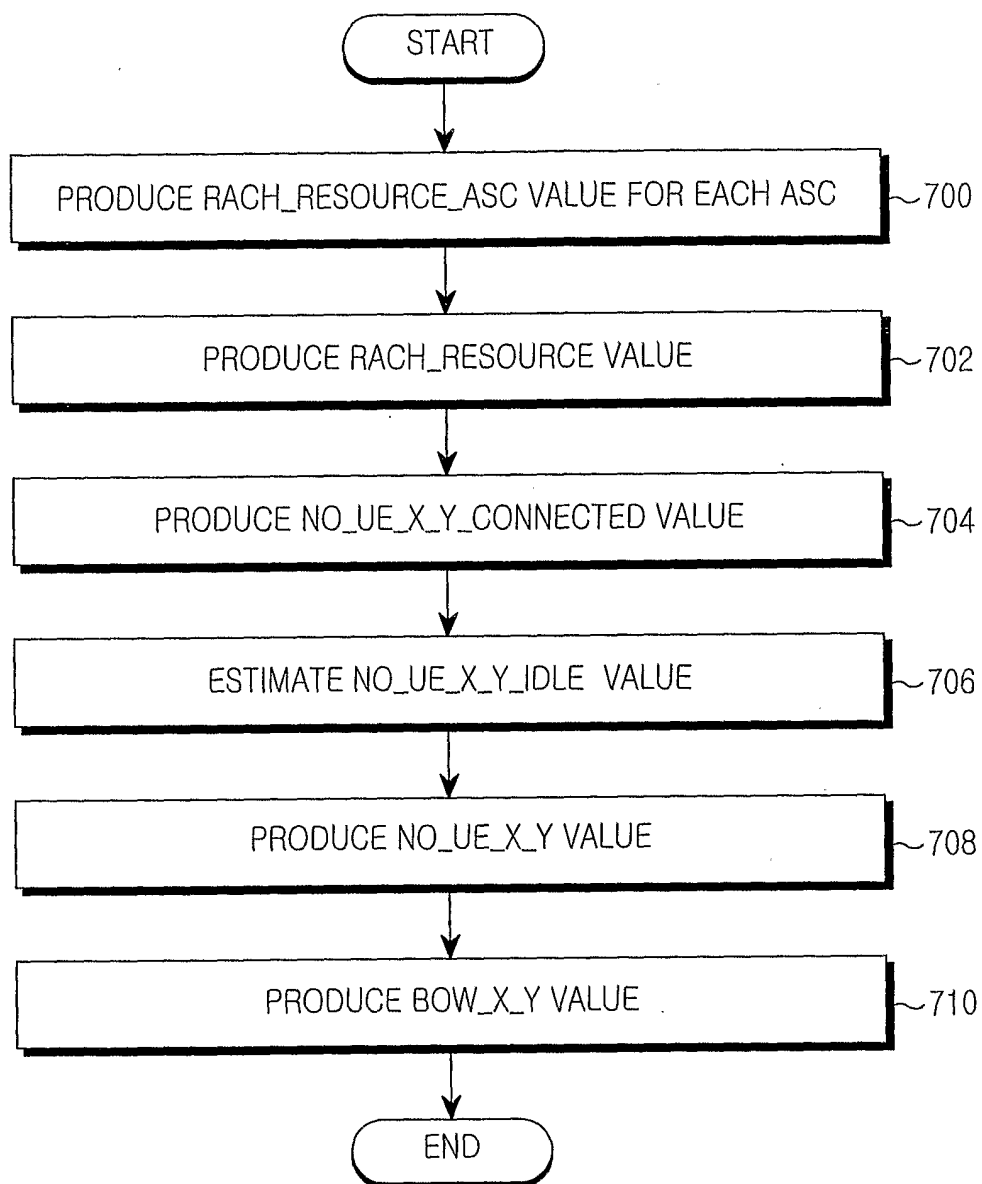 START
PRODUCE RACH_RESOURCE_ASC VALUE FOR EACH ASC
700
PRODUCE RACH_RESOURCE VALUE
702
PRODUCE NO_UE_X_Y_CONNECTED VALUE
704
ESTIMATE NO_UE_X_Y_IDLE VALUE
706
PRODUCE NO_UE_X_Y VALUE
708
PRODUCE BOW_X_Y VALUE
710
END